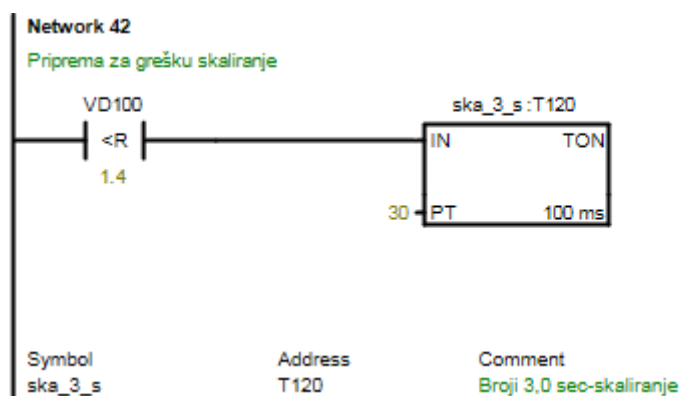 Network 42
Priprema za grešku skaliranje
VD100
<R
1.4
ska_3_s:T120
IN TON
30 PT 100 ms
Symbol Address Comment
ska_3_s T120 Broji 3,0 sec-skaliranje